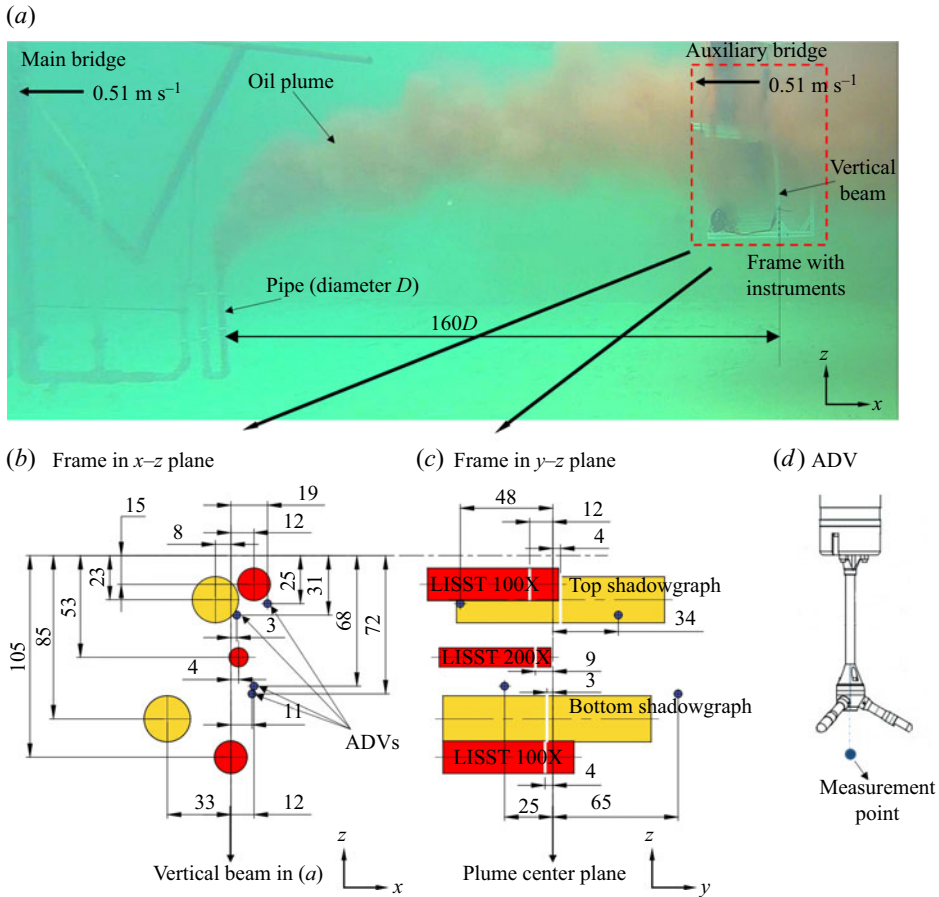 (a)
Main bridge
0.51 m s⁻¹
Oil plume
Auxiliary bridge
0.51 m s⁻¹
Vertical
beam
Pipe (diameter D)
Frame with
instruments
160D
z
x
(b) Frame in x–z plane
15
19
8
12
23
25
31
53
3
68
72
85
105
4
11
ADVs
33
12
Vertical beam in (a)
z
x
(c) Frame in y–z plane
48
12
4
LISST 100X
Top shadowgraph
34
LISST 200X
9
3
Bottom shadowgraph
LISST 100X
4
25
65
Plume center plane
z
y
(d) ADV
Measurement
point